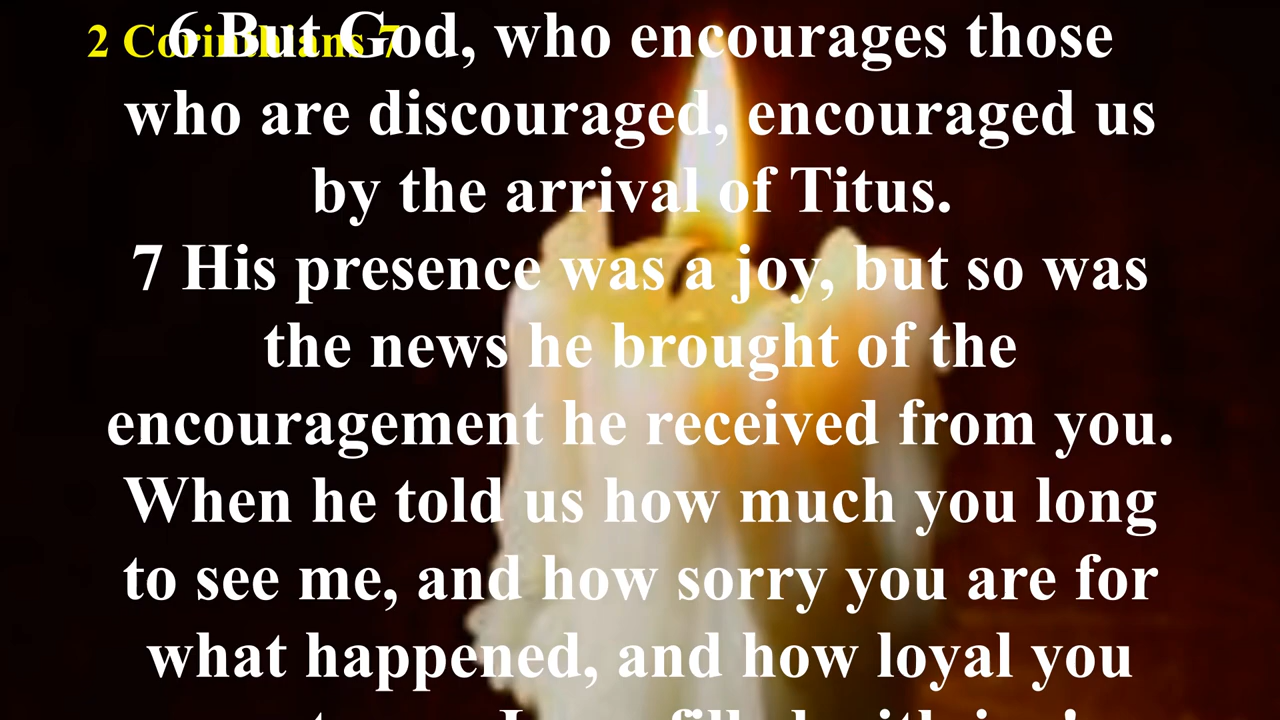 2 Corinthians 7
6 But God, who encourages those
who are discouraged, encouraged us
by the arrival of Titus.
7 His presence was a joy, but so was
the news he brought of the
encouragement he received from you.
When he told us how much you long
to see me, and how sorry you are for
what happened, and how loyal you